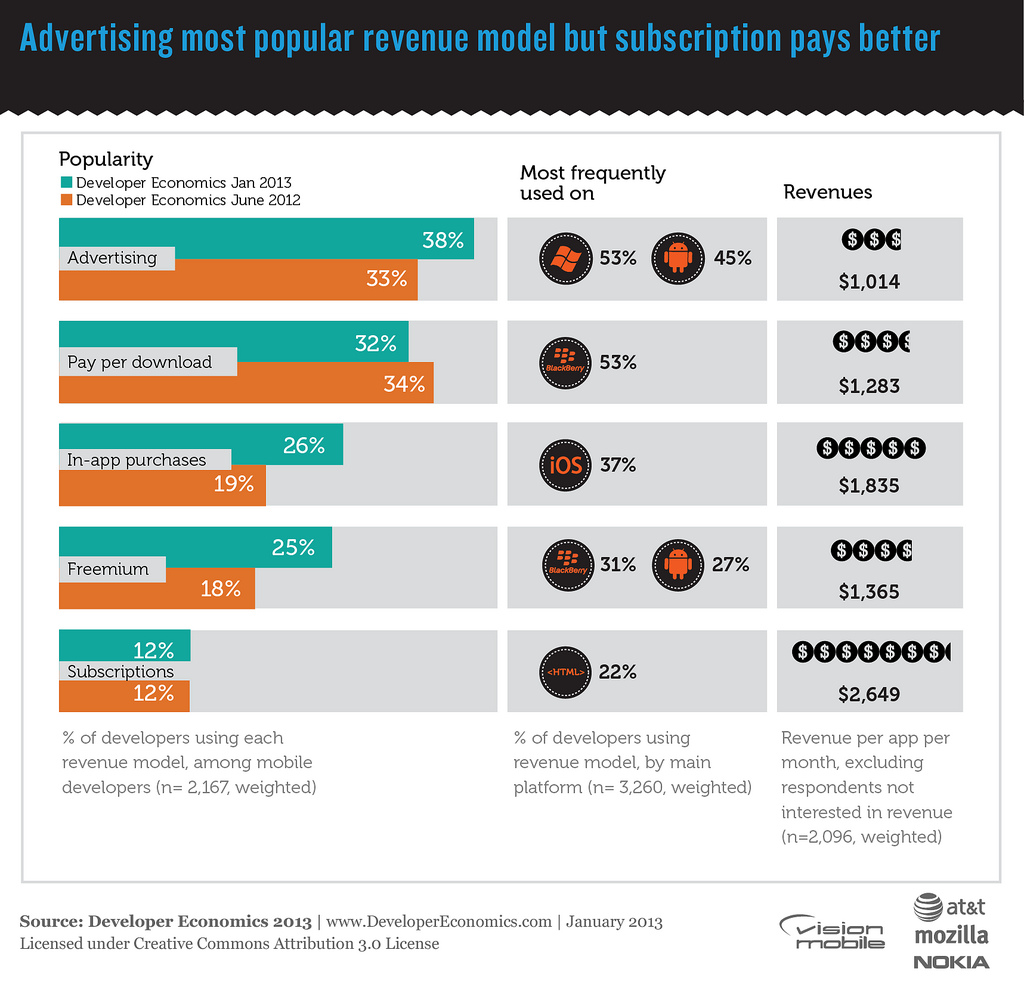 Advertising most popular revenue model but subscription pays better
Popularity
Developer Economics Jan 2013
Developer Economics June 2012
Most frequently
used on
Revenues
38%
Advertising
33%
53%
45%
$ $ $
$1,014
32%
Pay per download
34%
BlackBerry
53%
$ $ $ $
$1,283
26%
In-app purchases
19%
iOS
37%
$ $ $ $ $
$1,835
25%
Freemium
18%
BlackBerry
31%
27%
$ $ $ $
$1,365
12%
Subscriptions
12%
<HTML>
22%
$ $ $ $ $ $ $
$2,649
% of developers using each
revenue model, among mobile
developers (n= 2,167, weighted)
% of developers using
revenue model, by main
platform (n= 3,260, weighted)
Revenue per app per
month, excluding
respondents not
interested in revenue
(n=2,096, weighted)
Source: Developer Economics 2013 | www.DeveloperEconomics.com | January 2013
Licensed under Creative Commons Attribution 3.0 License
vision
mobile
at&t
mozilla
NOKIA